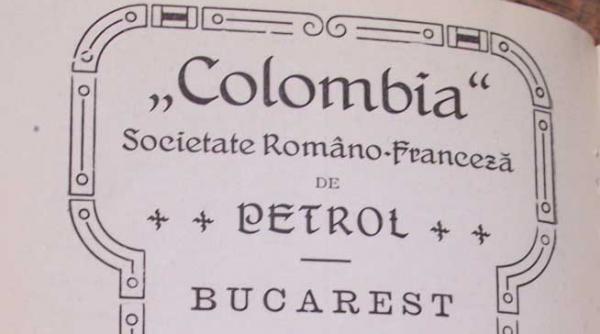 „Colombia“
Societate Româno-Franceză
DE
PETROL
BUCAREST